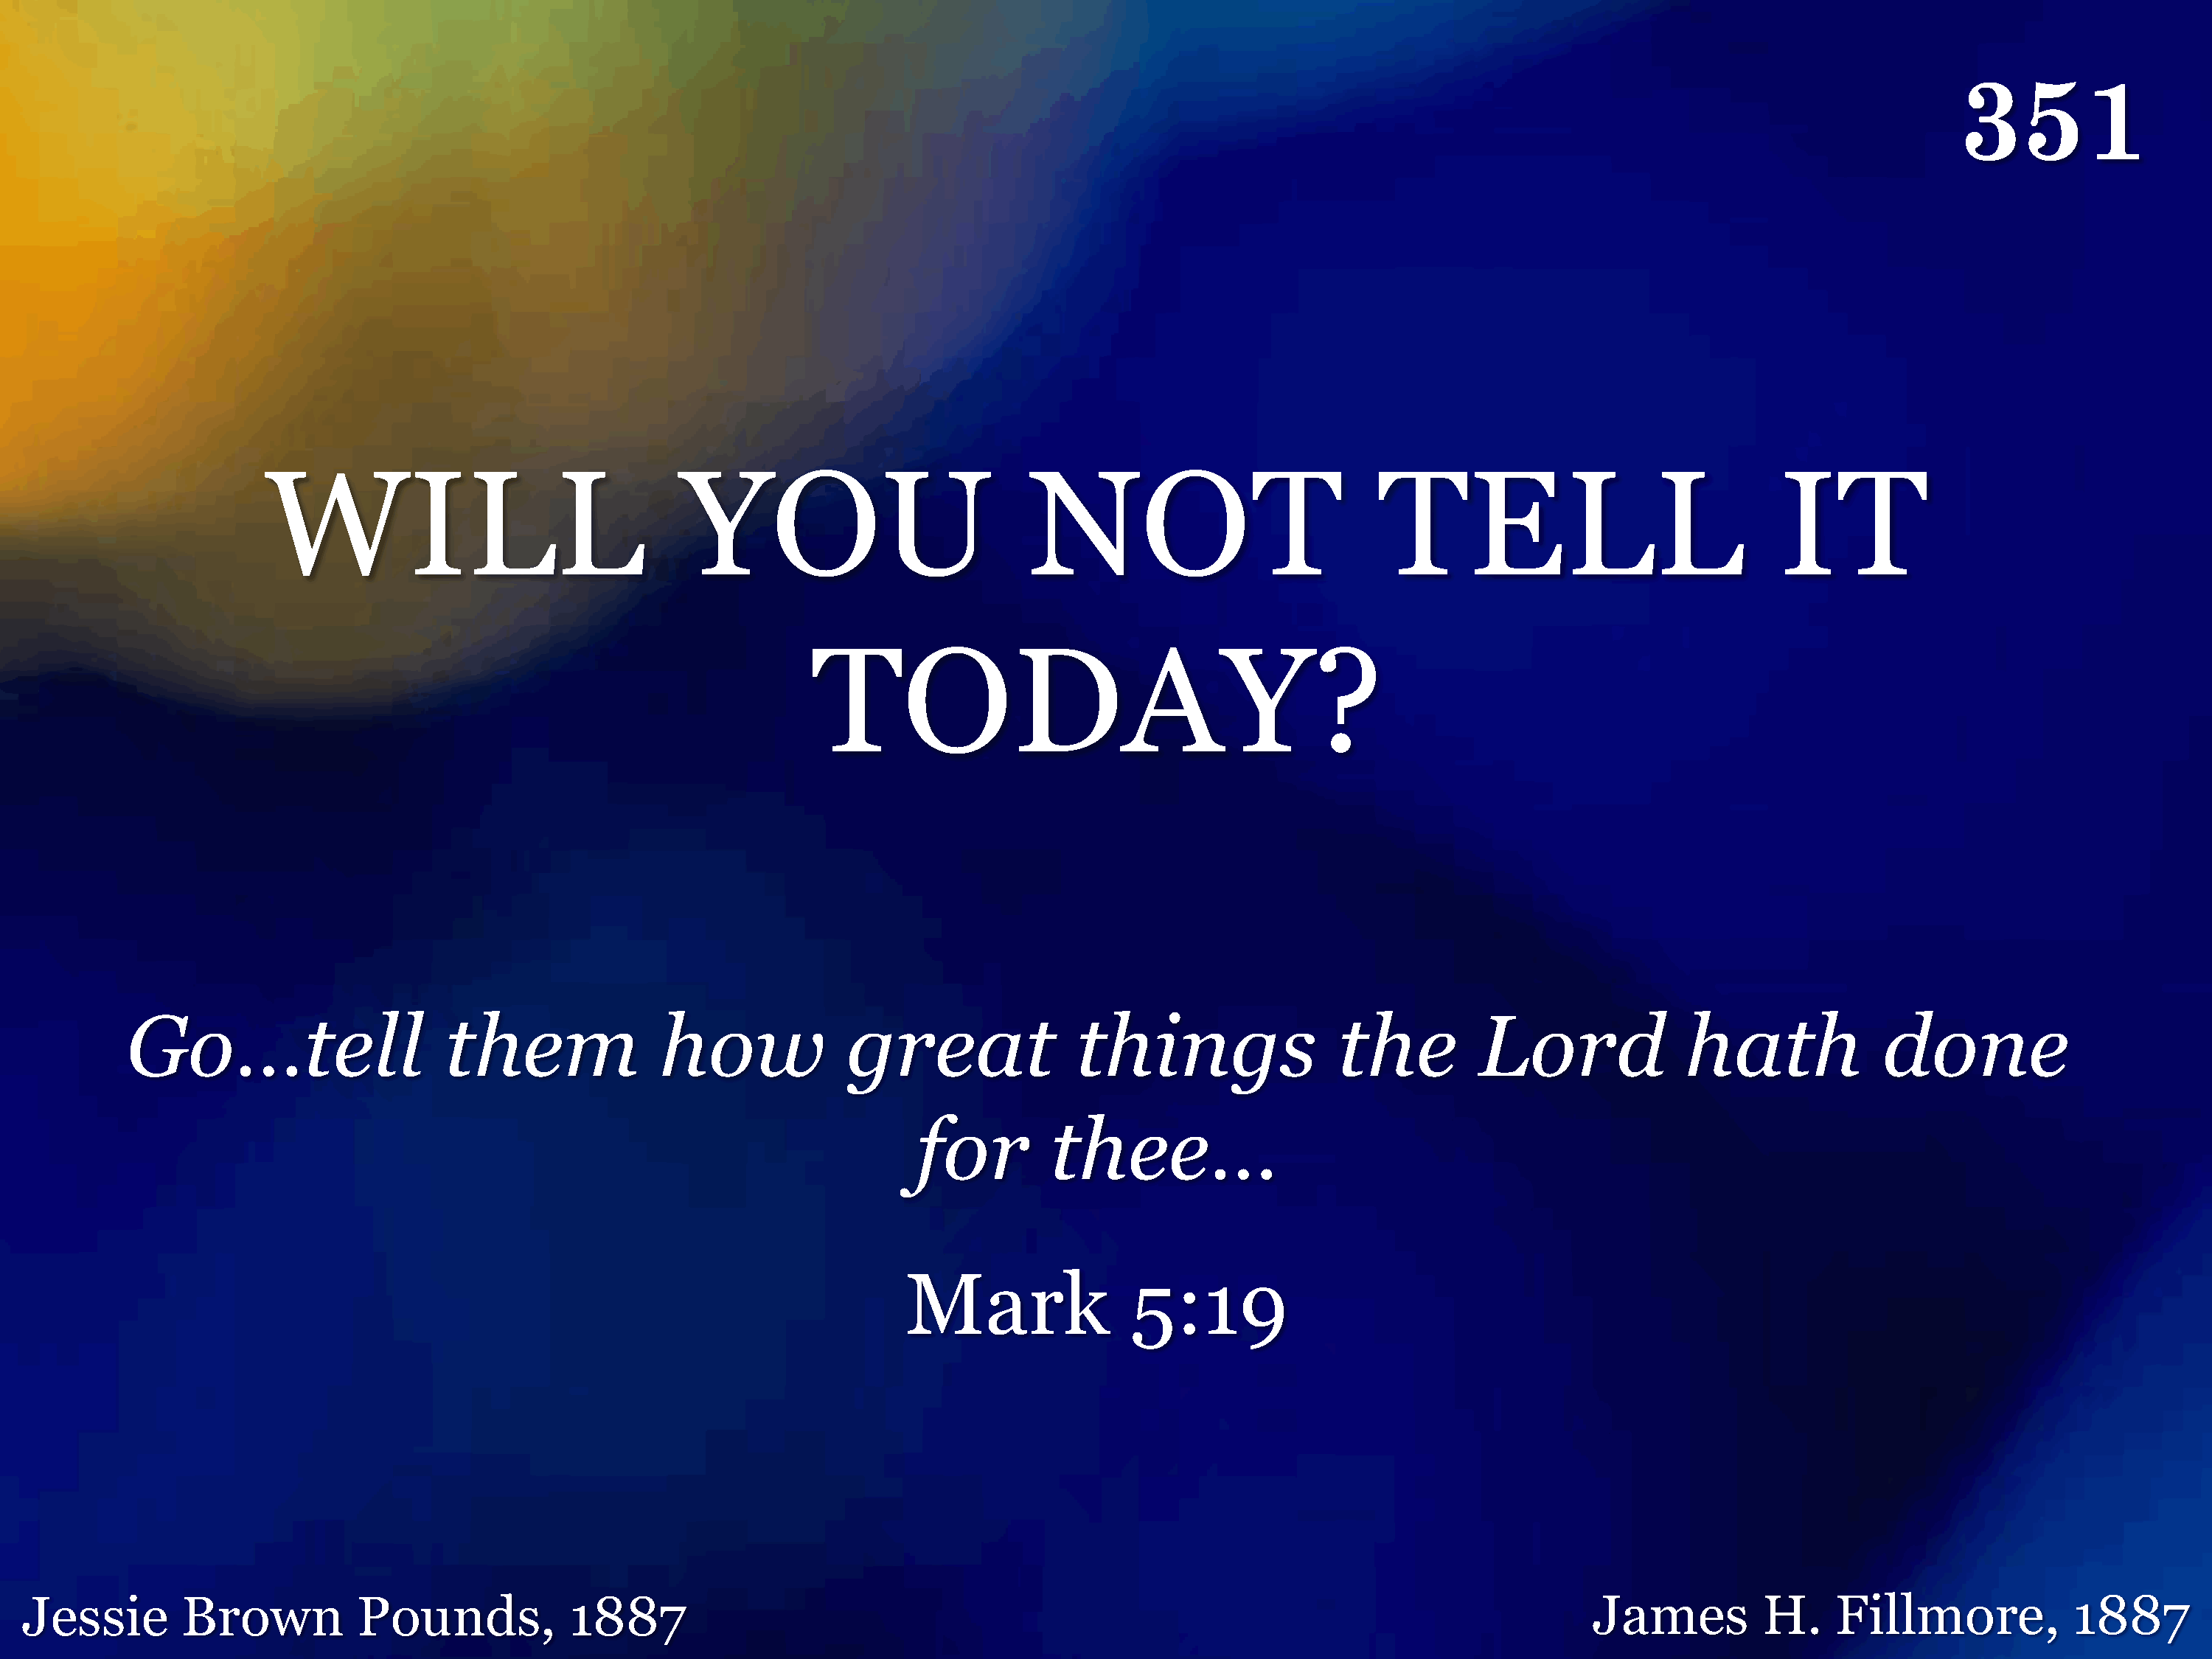 351
WILL YOU NOT TELL IT
TODAY?
Go...tell them how great things the Lord hath done
for thee...
Mark 5:19
Jessie Brown Pounds, 1887
James H. Fillmore, 1887